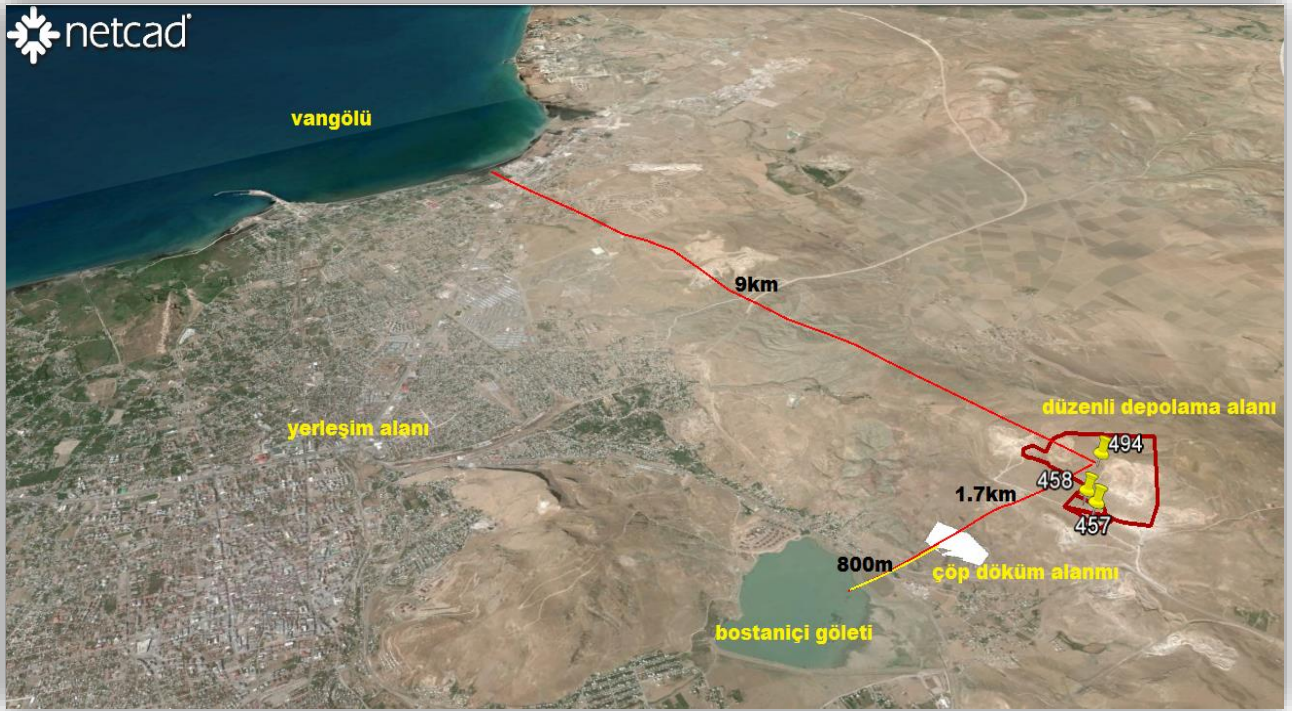 netcad
vangölü
9km
düzenli depolama alanı
494
yerleşim alanı
458
1.7km
457
800m
çöp döküm alanmı
bostaniçi göleti